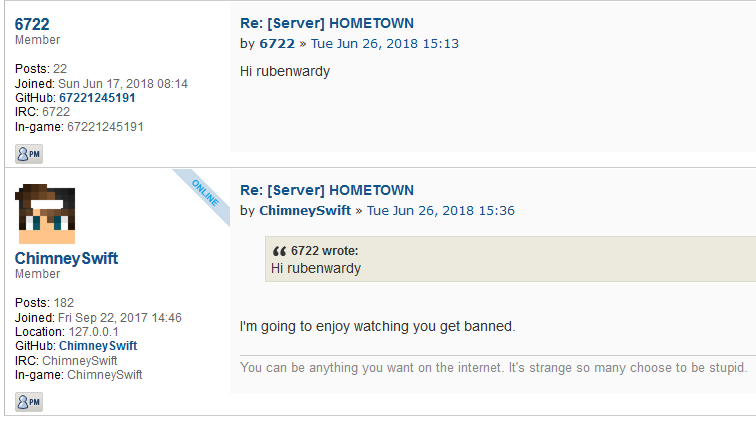 6722
Member
Posts: 22
Joined: Sun Jun 17, 2018 08:14
GitHub: 67221245191
IRC: 6722
In-game: 67221245191
PM
Re: [Server] HOMETOWN
by 6722 » Tue Jun 26, 2018 15:13
Hi rubenwardy
ONLINE
ChimneySwift
Member
Posts: 182
Joined: Fri Sep 22, 2017 14:46
Location: 127.0.0.1
GitHub: ChimneySwift
IRC: ChimneySwift
In-game: ChimneySwift
PM
Re: [Server] HOMETOWN
by ChimneySwift » Tue Jun 26, 2018 15:36
6722 wrote:
Hi rubenwardy
I'm going to enjoy watching you get banned.
You can be anything you want on the internet. It's strange so many choose to be stupid.